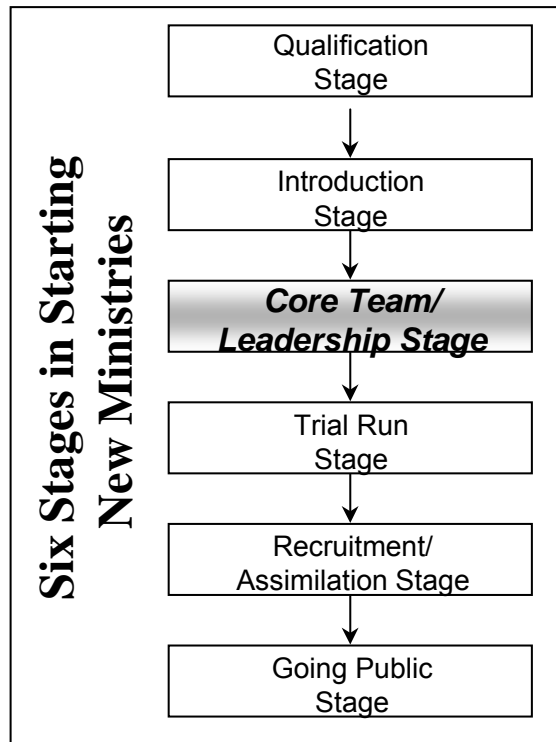 Six Stages in Starting
New Ministries
Qualification
Stage
Introduction
Stage
Core Team/
Leadership Stage
Trial Run
Stage
Recruitment/
Assimilation Stage
Going Public
Stage